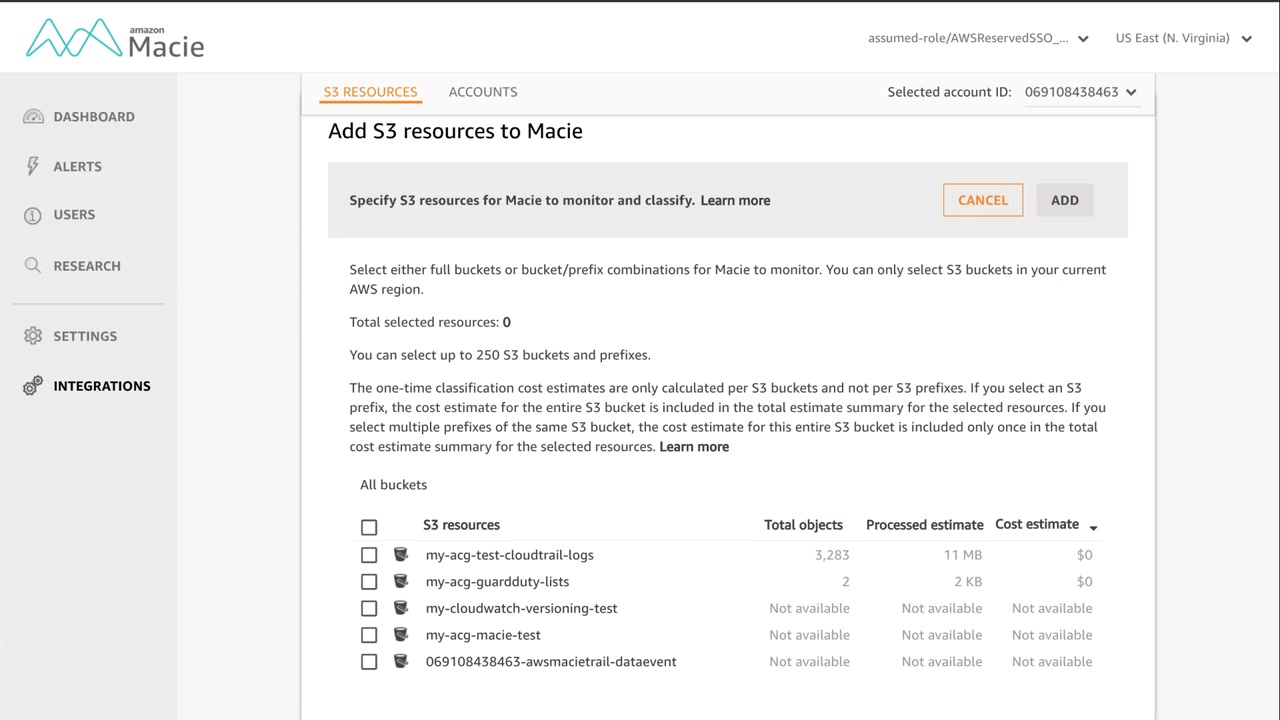 amazon
Macie
assumed-role/AWSReservedSSO_...
US East (N. Virginia)
DASHBOARD
ALERTS
USERS
RESEARCH
SETTINGS
INTEGRATIONS
S3 RESOURCES
ACCOUNTS
Selected account ID: 069108438463
Add S3 resources to Macie
Specify S3 resources for Macie to monitor and classify. Learn more
CANCEL
ADD
Select either full buckets or bucket/prefix combinations for Macie to monitor. You can only select S3 buckets in your current
AWS region.
Total selected resources: 0
You can select up to 250 S3 buckets and prefixes.
The one-time classification cost estimates are only calculated per S3 buckets and not per S3 prefixes. If you select an S3
prefix, the cost estimate for the entire S3 bucket is included in the total estimate summary for the selected resources. If you
select multiple prefixes of the same S3 bucket, the cost estimate for this entire S3 bucket is included only once in the total
cost estimate summary for the selected resources. Learn more
All buckets
S3 resources Total objects Processed estimate Cost estimate
my-acg-test-cloudtrail-logs 3,283 11 MB $0
my-acg-guardduty-lists 2 2 KB $0
my-cloudwatch-versioning-test Not available Not available Not available
my-acg-macie-test Not available Not available Not available
069108438463-awsmacietrail-dataevent Not available Not available Not available